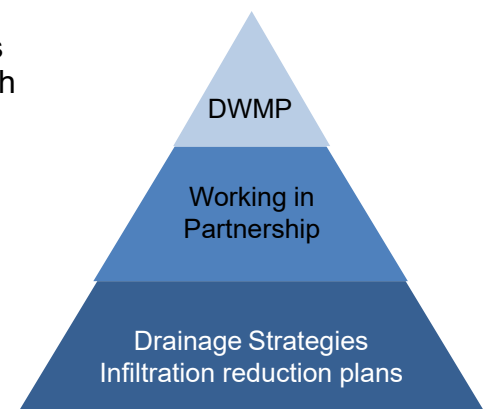 s
h
DWMP
Working in
Partnership
Drainage Strategies
Infiltration reduction plans